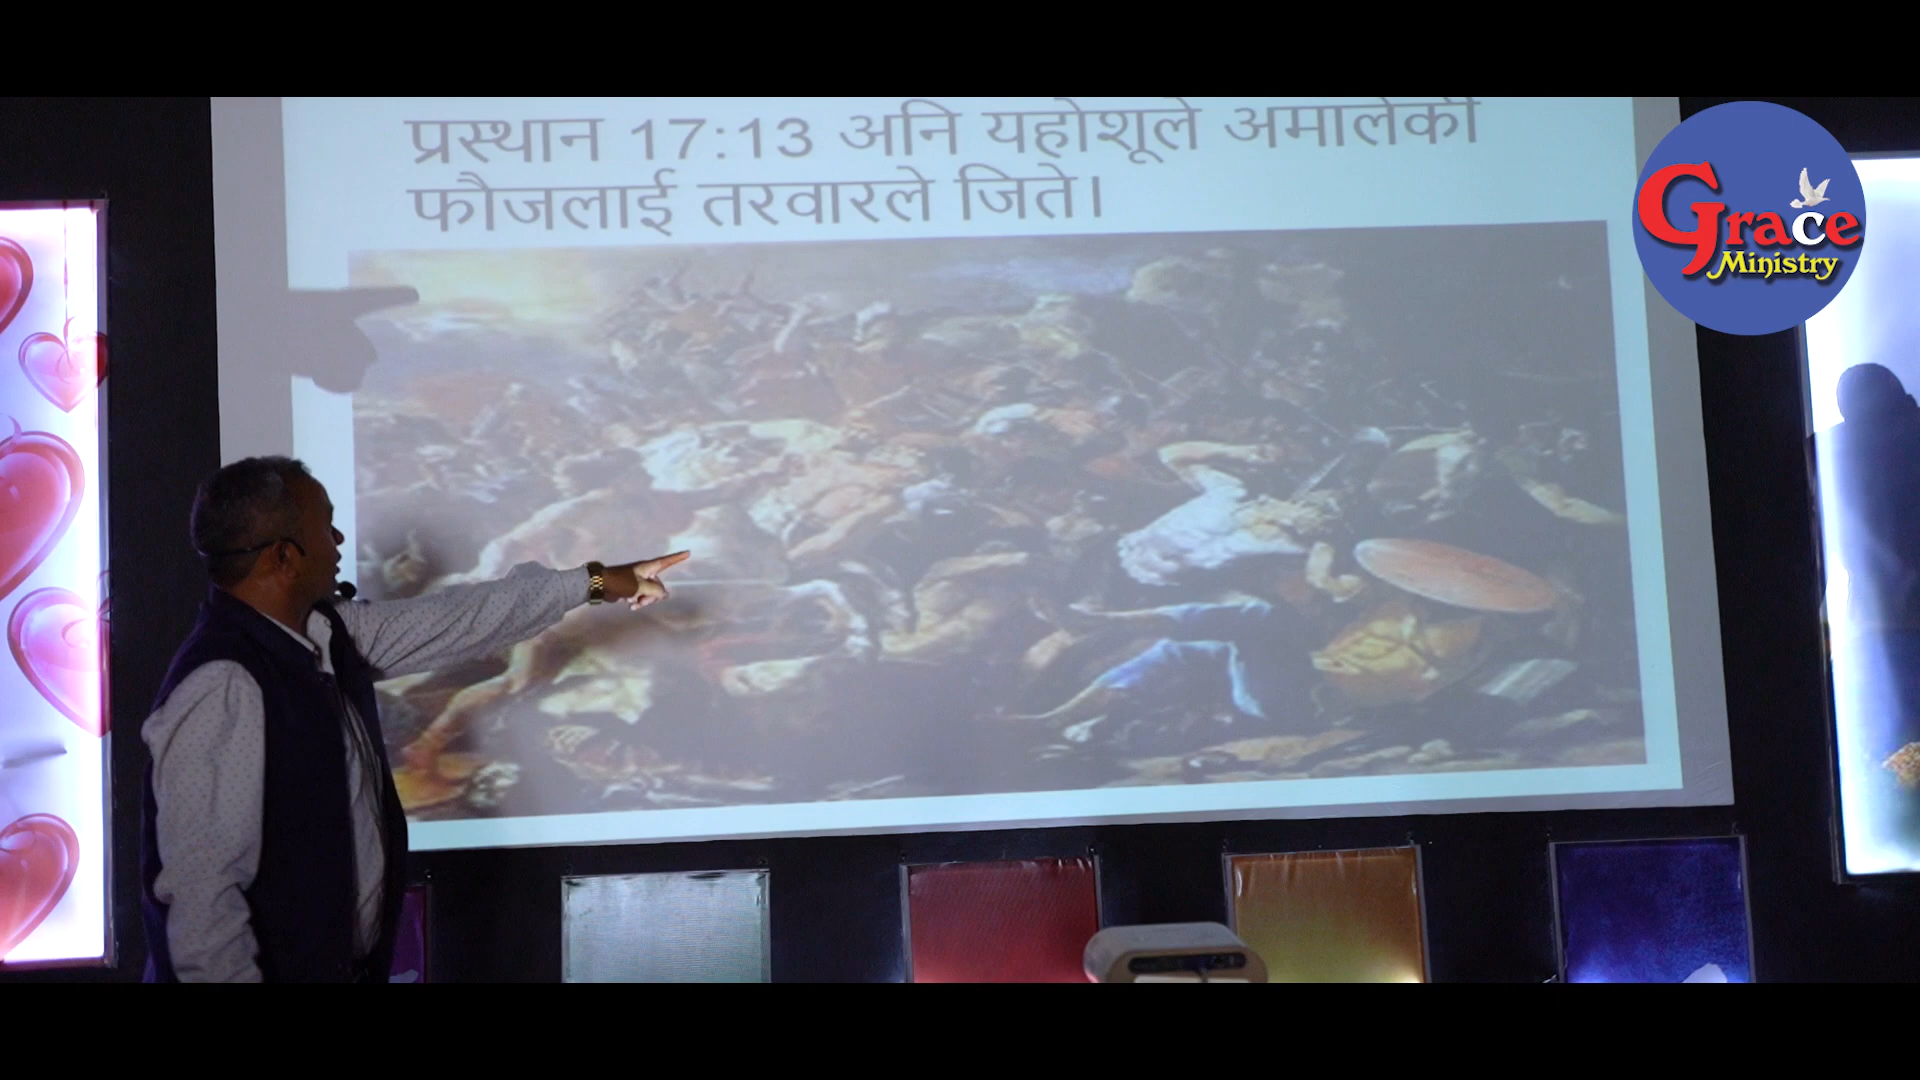 प्रस्थान 17:13 अनि यहोशूले अमालेकी
फौजलाई तरवारले जिते।
Grace
Ministry